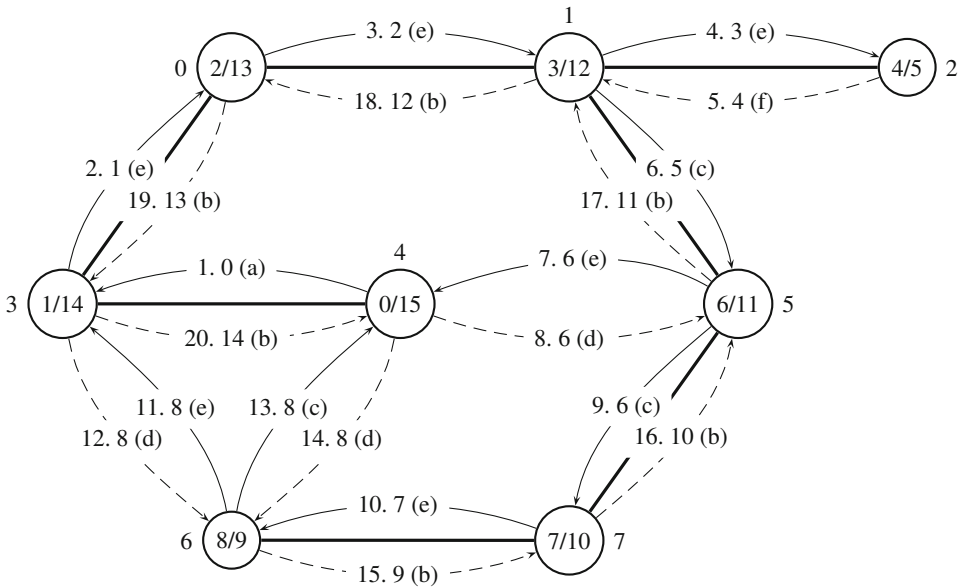 1
3. 2 (e)
4. 3 (e)
0
2/13
3/12
4/5
2
18. 12 (b)
5. 4 (f)
2. 1 (e)
6. 5 (c)
19. 13 (b)
17. 11 (b)
4
1. 0 (a)
7. 6 (e)
3
1/14
0/15
6/11
5
20. 14 (b)
8. 6 (d)
11. 8 (e)
13. 8 (c)
9. 6 (c)
12. 8 (d)
14. 8 (d)
16. 10 (b)
10. 7 (e)
6
8/9
7/10
7
15. 9 (b)